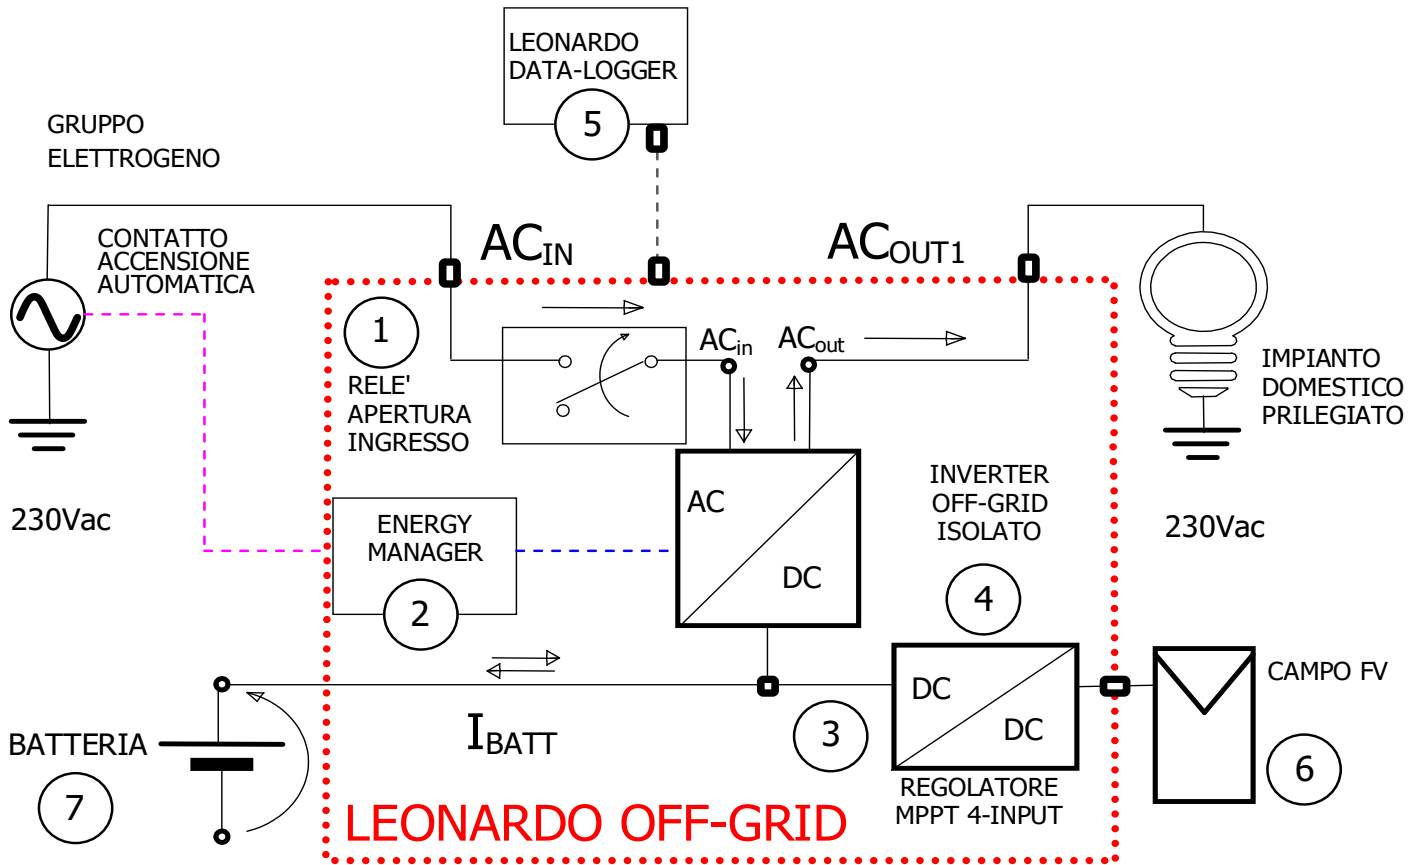 LEONARDO
DATA-LOGGER
5
GRUPPO
ELETTROGENO
CONTATTO
ACCENSIONE
AUTOMATICA
AC_IN
AC_OUT1
1
RELE'
APERTURA
INGRESSO
AC_in
AC_out
IMPIANTO
DOMESTICO
PRILEGIATO
230Vac
230Vac
ENERGY
MANAGER
2
AC
DC
INVERTER
OFF-GRID
ISOLATO
4
BATTERIA
7
I_BATT
3
DC
DC
REGOLATORE
MPPT 4-INPUT
CAMPO FV
6
LEONARDO OFF-GRID